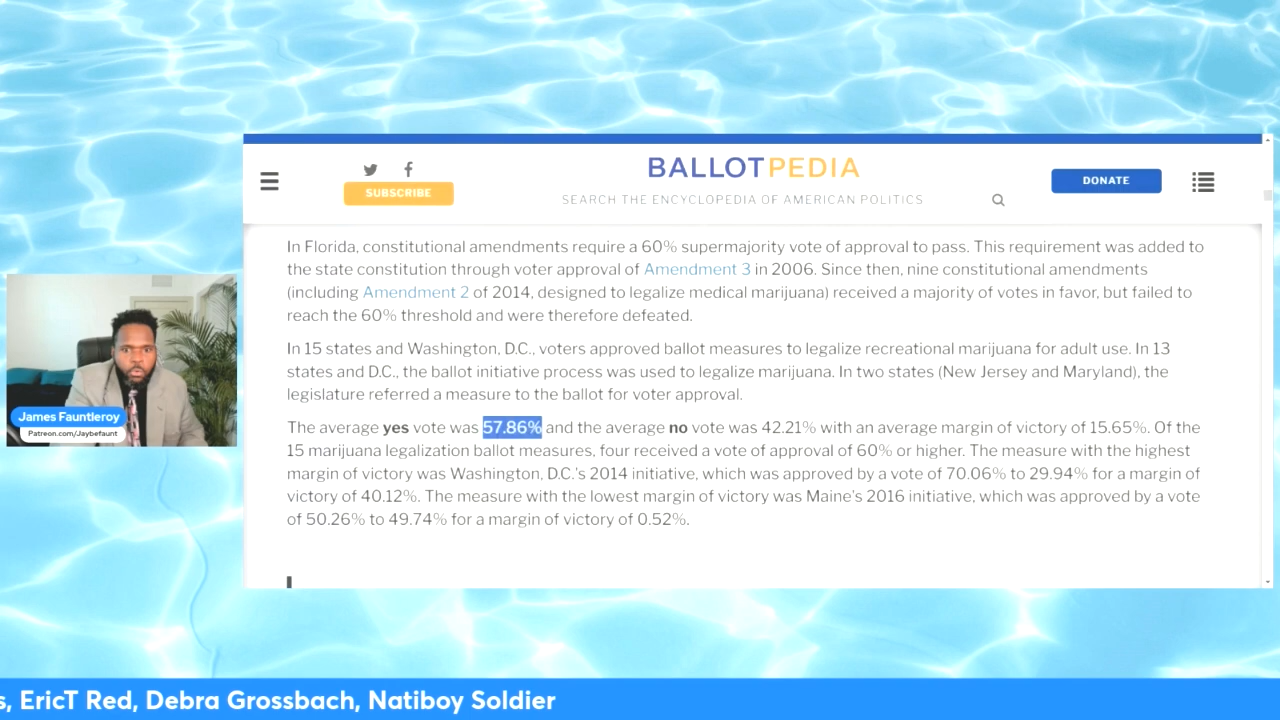 BALLOTPEDIA
SUBSCRIBE
SEARCH THE ENCYCLOPEDIA OF AMERICAN POLITICS
DONATE
In Florida, constitutional amendments require a 60% supermajority vote of approval to pass. This requirement was added to
the state constitution through voter approval of Amendment 3 in 2006. Since then, nine constitutional amendments
(including Amendment 2 of 2014, designed to legalize medical marijuana) received a majority of votes in favor, but failed to
reach the 60% threshold and were therefore defeated.
In 15 states and Washington, D.C., voters approved ballot measures to legalize recreational marijuana for adult use. In 13
states and D.C., the ballot initiative process was used to legalize marijuana. In two states (New Jersey and Maryland), the
legislature referred a measure to the ballot for voter approval.
The average yes vote was 57.86% and the average no vote was 42.21% with an average margin of victory of 15.65%. Of the
15 marijuana legalization ballot measures, four received a vote of approval of 60% or higher. The measure with the highest
margin of victory was Washington, D.C.'s 2014 initiative, which was approved by a vote of 70.06% to 29.94% for a margin of
victory of 40.12%. The measure with the lowest margin of victory was Maine's 2016 initiative, which was approved by a vote
of 50.26% to 49.74% for a margin of victory of 0.52%.
James Fauntleroy
Patreon.com/Jaybefaunt
s, EricT Red, Debra Grossbach, Natiboy Soldier